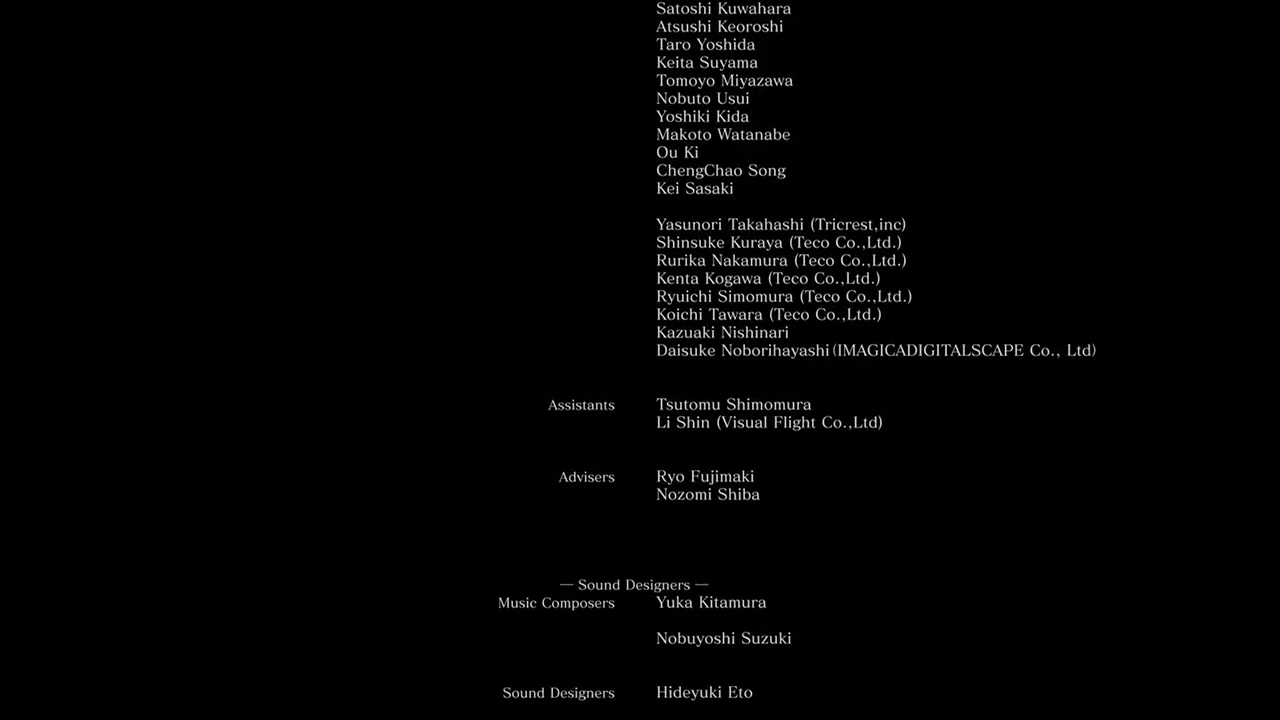 Satoshi Kuwahara
Atsushi Keoroshi
Taro Yoshida
Keita Suyama
Tomoyo Miyazawa
Nobuto Usui
Yoshiki Kida
Makoto Watanabe
Ou Ki
ChengChao Song
Kei Sasaki
Yasunori Takahashi (Tricrest,inc)
Shinsuke Kuraya (Teco Co.,Ltd.)
Rurika Nakamura (Teco Co.,Ltd.)
Kenta Kogawa (Teco Co.,Ltd.)
Ryuichi Simomura (Teco Co.,Ltd.)
Koichi Tawara (Teco Co.,Ltd.)
Kazuaki Nishinari
Daisuke Noborihayashi(IMAGICADIGITALSCAPE Co., Ltd)
Assistants Tsutomu Shimomura
Li Shin (Visual Flight Co.,Ltd)
Advisers Ryo Fujimaki
Nozomi Shiba
— Sound Designers —
Music Composers Yuka Kitamura
Nobuyoshi Suzuki
Sound Designers Hideyuki Eto